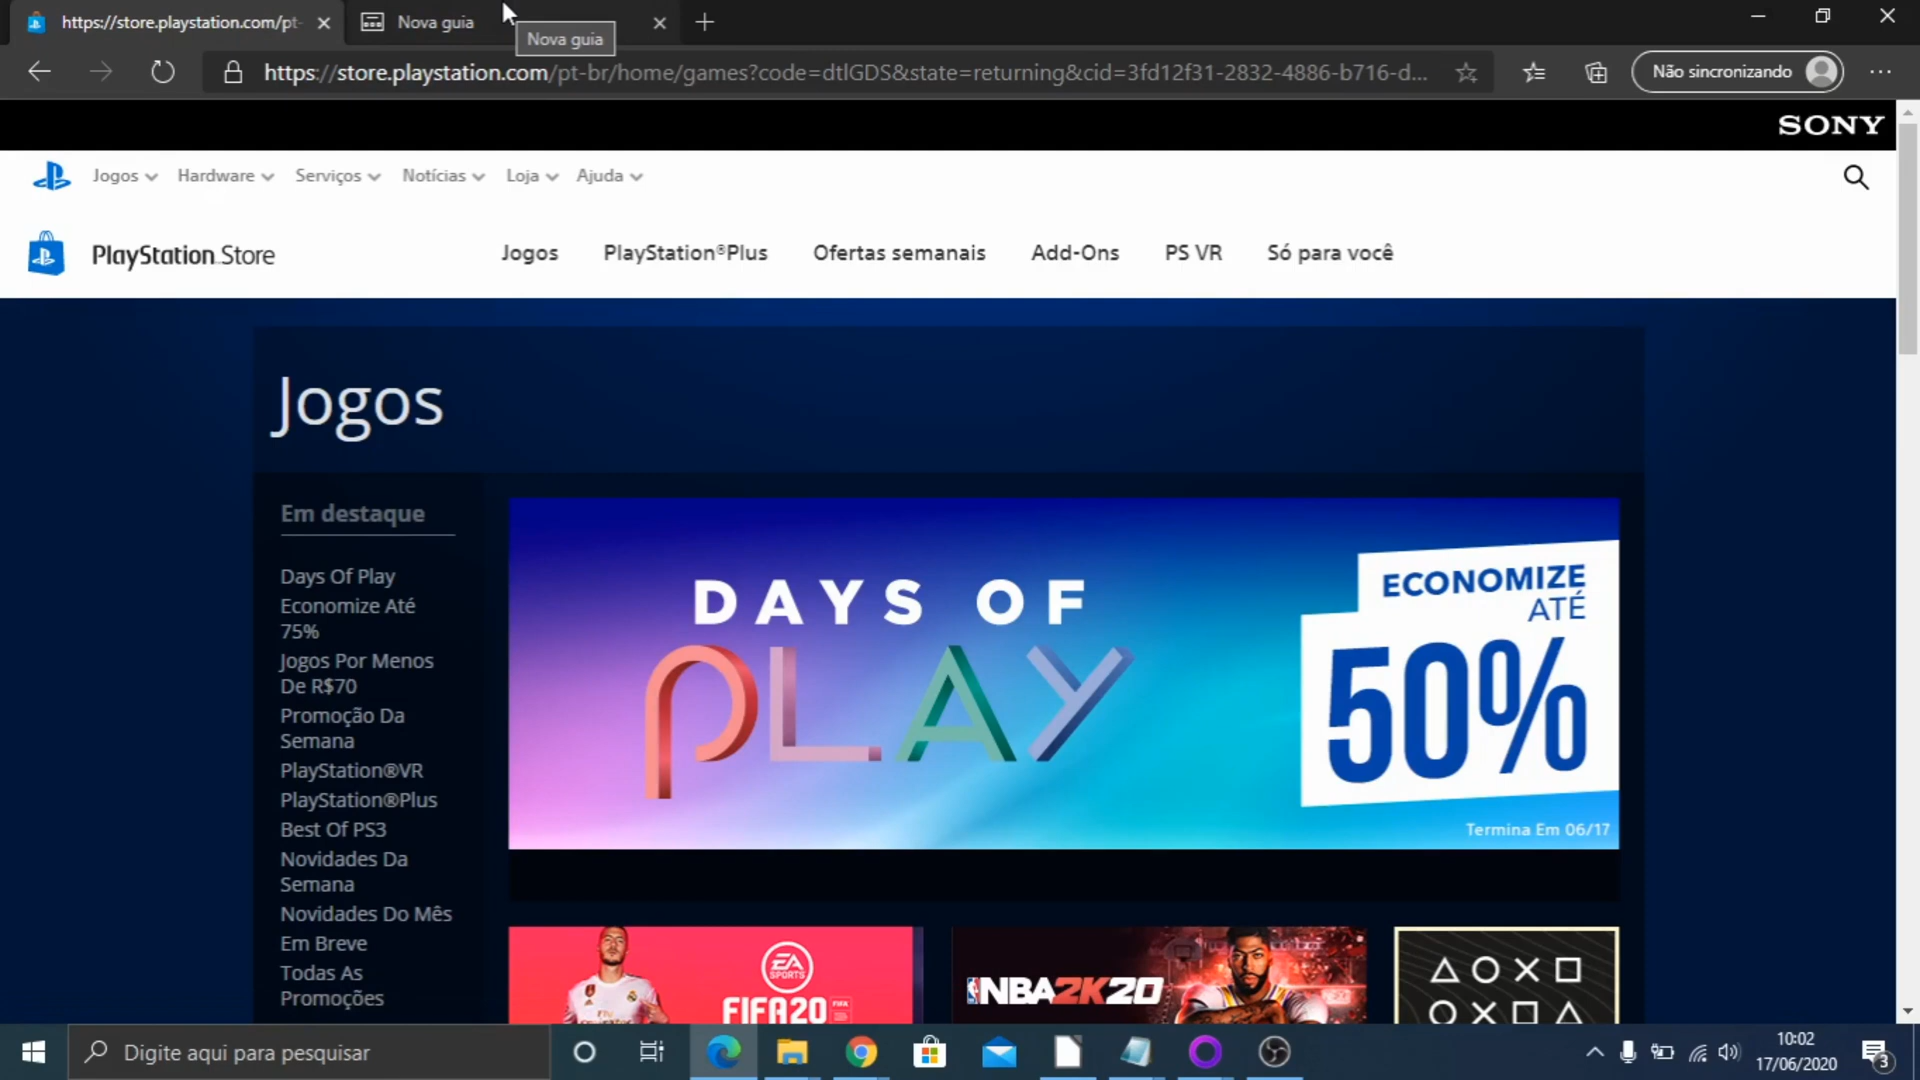 https://store.playstation.com/pt-
Nova guia
Nova guia
https://store.playstation.com/pt-br/home/games?code=dtlGDS&state=returning&cid=3fd12f31-2832-4886-b716-d...
Não sincronizando
SONY
Jogos Hardware Serviços Notícias Loja Ajuda
PlayStation Store
Jogos PlayStation®Plus Ofertas semanais Add-Ons PS VR Só para você
Jogos
Em destaque
Days Of Play
Economize Até
75%
Jogos Por Menos
De R$70
Promoção Da
Semana
PlayStation®VR
PlayStation®Plus
Best Of PS3
Novidades Da
Semana
Novidades Do Mês
Em Breve
Todas As
Promoções
DAYS OF
PLAY
ECONOMIZE
ATÉ
50%
Termina Em 06/17
EA
SPORTS
FIFA20
NBA2K20
Digite aqui para pesquisar
10:02
17/06/2020
3